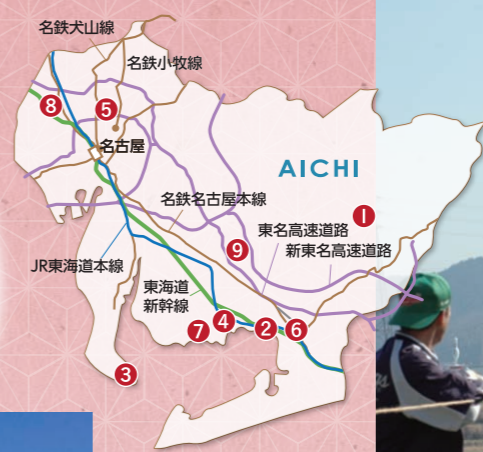 名鉄犬山線
名鉄小牧線
8
5
名古屋
AICHI
1
名鉄名古屋本線
9
東名高速道路
新東名高速道路
JR東海道本線
東海道
新幹線
7
4
2
6
3